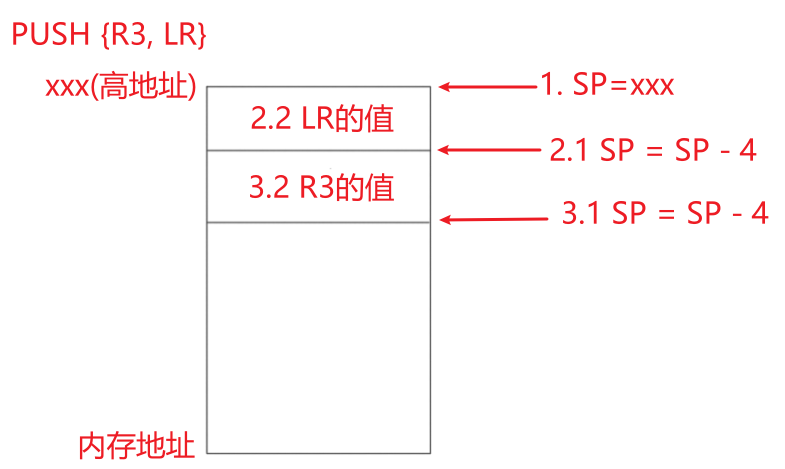 PUSH {R3, LR}
xxx(高地址)
1. SP=xxx
2.2 LR的值
2.1 SP = SP - 4
3.2 R3的值
3.1 SP = SP - 4
内存地址